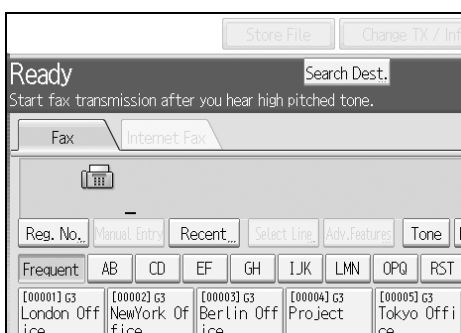 Store File Change TX / Inf
Ready Search Dest.
Start fax transmission after you hear high pitched tone.
Fax Internet Fax
Reg. No. Manual Entry Recent Select Line Adv.Features Tone
Frequent AB CD EF GH IJK LMN OPQ RST
[00001] G3 [00002] G3 [00003] G3 [00004] G3 [00005] G3
London Off NewYork Of Berlin Off Project Tokyo Offi
ice ffice ice ce